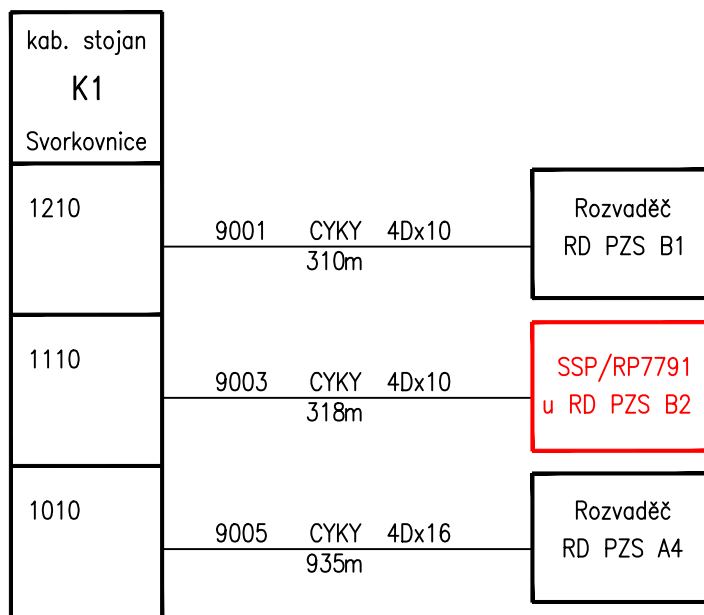 kab. stojan
K1
Svorkovnice
1210
9001 CYKY 4Dx10
310m
Rozvaděč
RD PZS B1
1110
9003 CYKY 4Dx10
318m
SSP/RP7791
u RD PZS B2
1010
9005 CYKY 4Dx16
935m
Rozvaděč
RD PZS A4